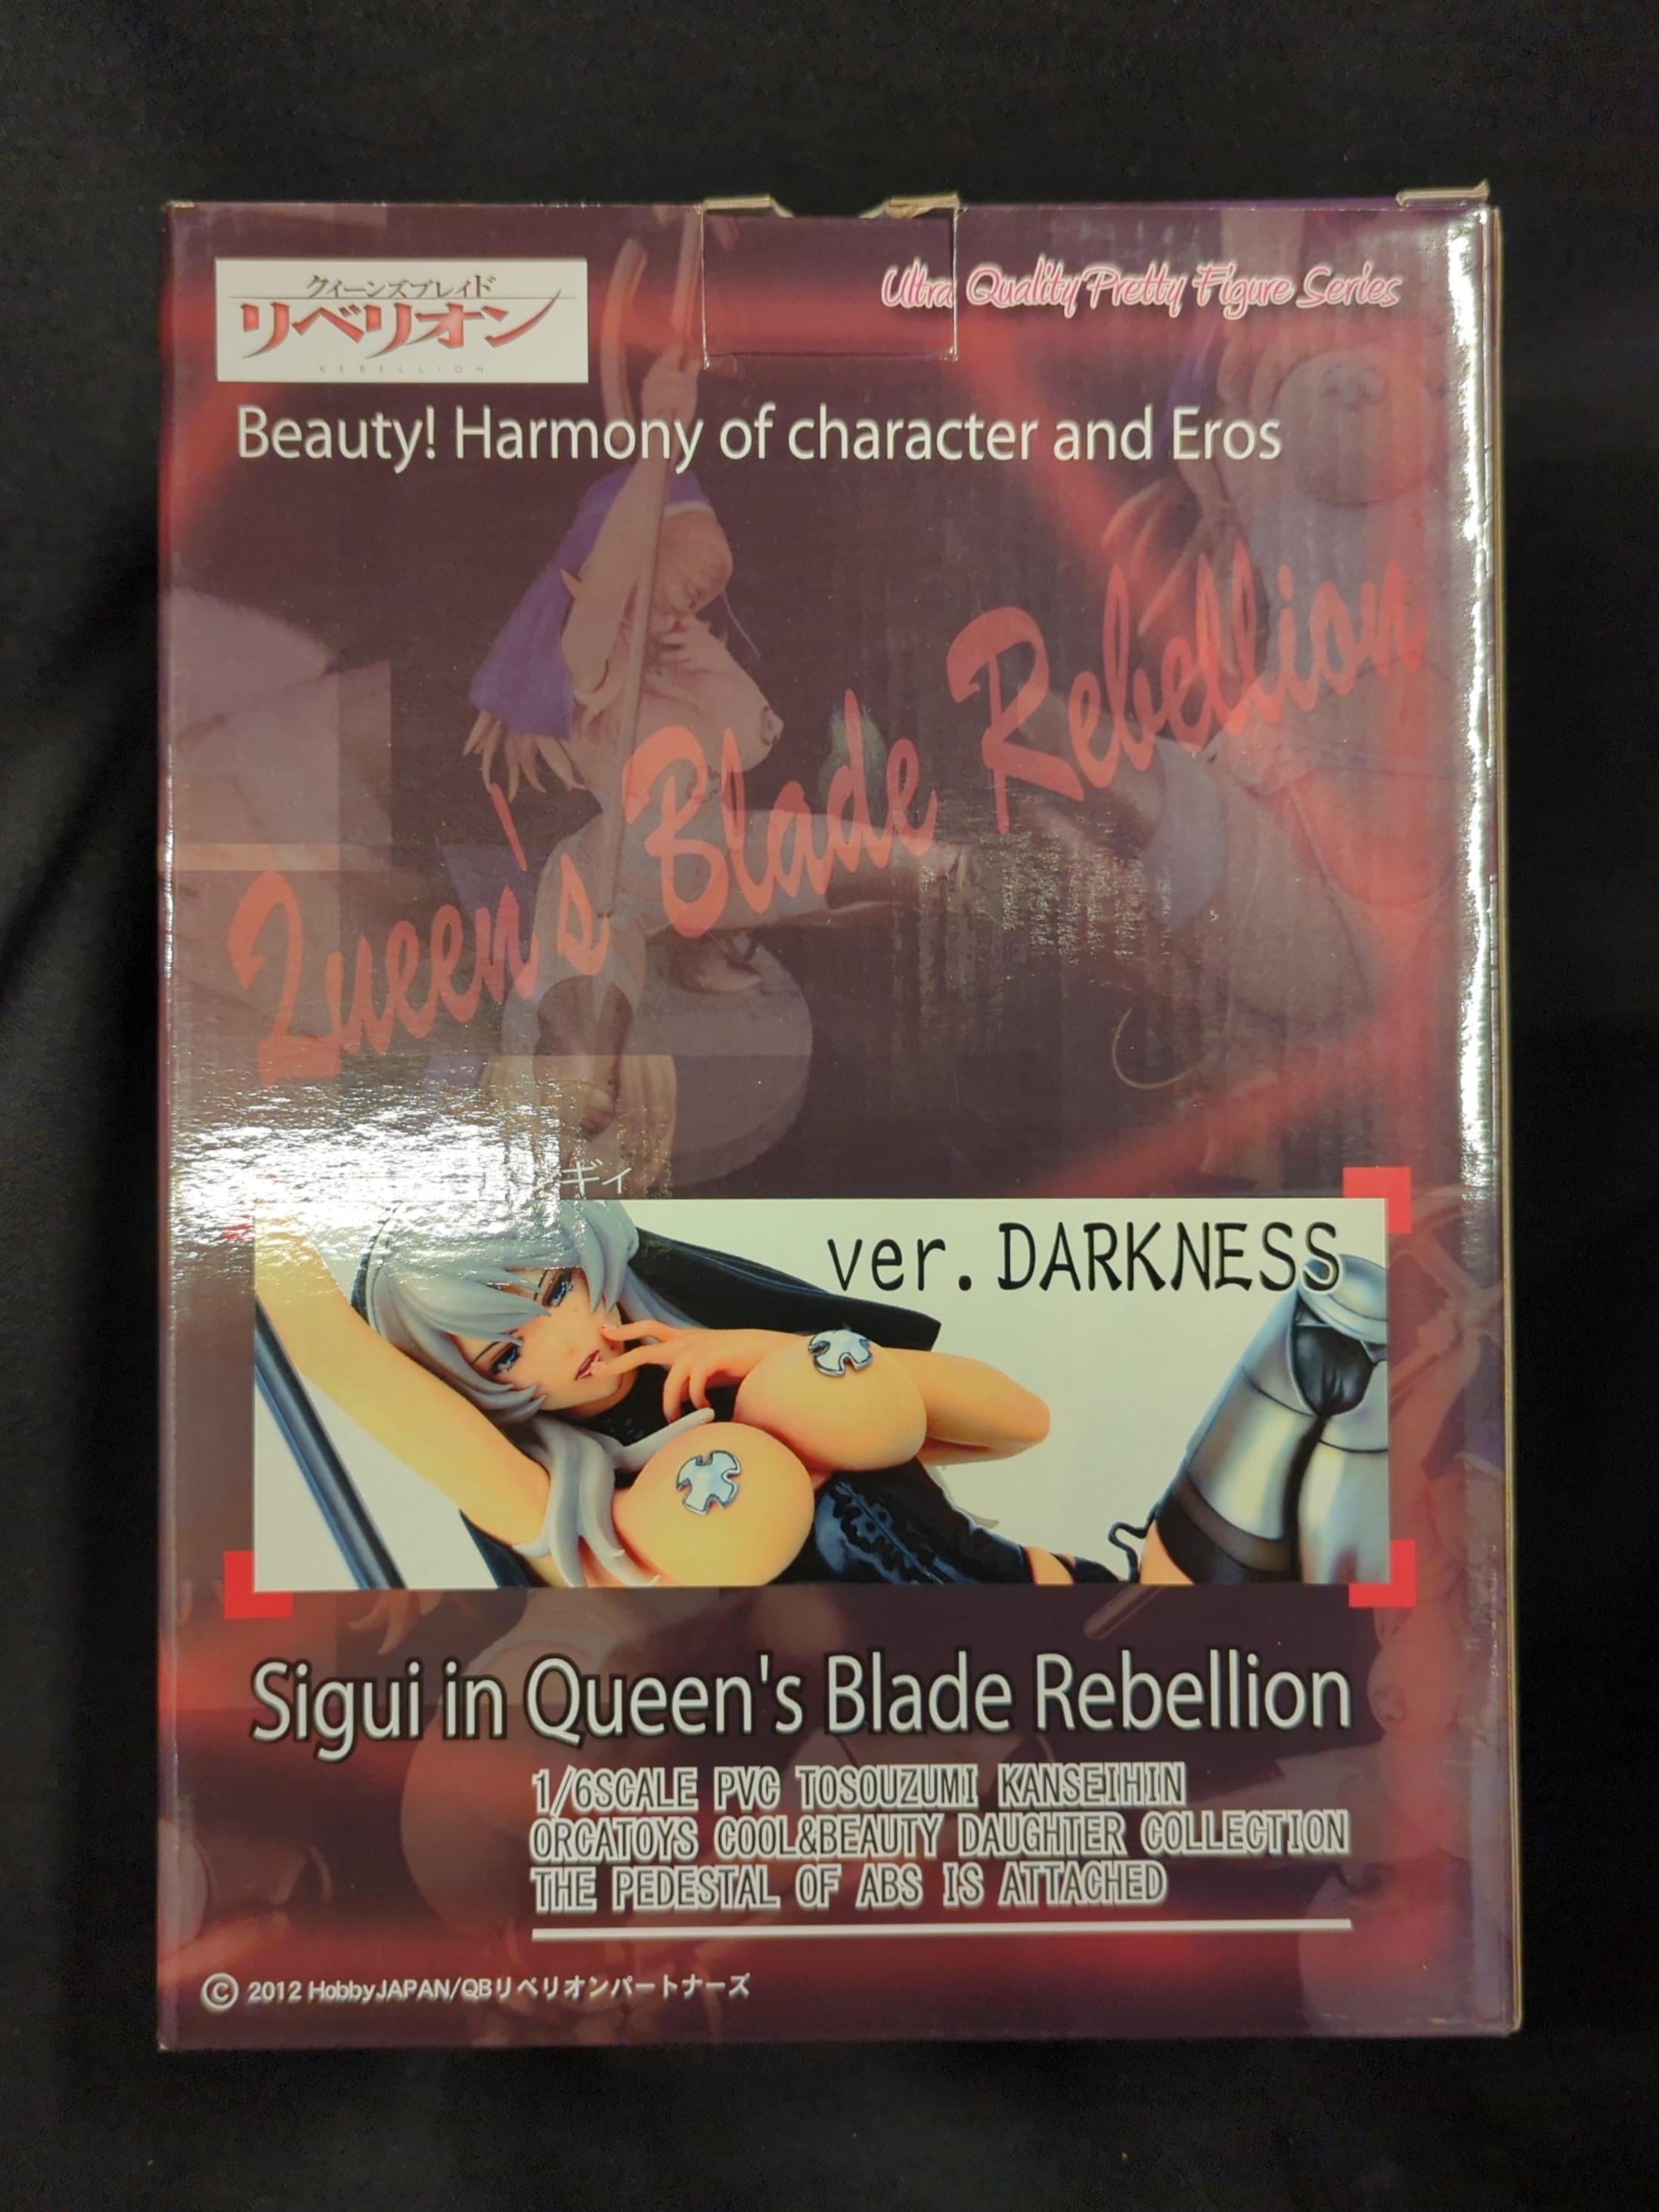 クイーンズブレイド
リベリオン
REBELLION
Ultra Quality Pretty Figure Series
Beauty! Harmony of character and Eros
Queen's Blade Rebellion
ギィ
ver. DARKNESS
Sigui in Queen's Blade Rebellion
1/6SCALE PVC TOSOUZUMI KANSEIHIN
ORCATOYS COOL&BEAUTY DAUGHTER COLLECTION
THE PEDESTAL OF ABS IS ATTACHED
© 2012 HobbyJAPAN/QBリベリオンパートナーズ